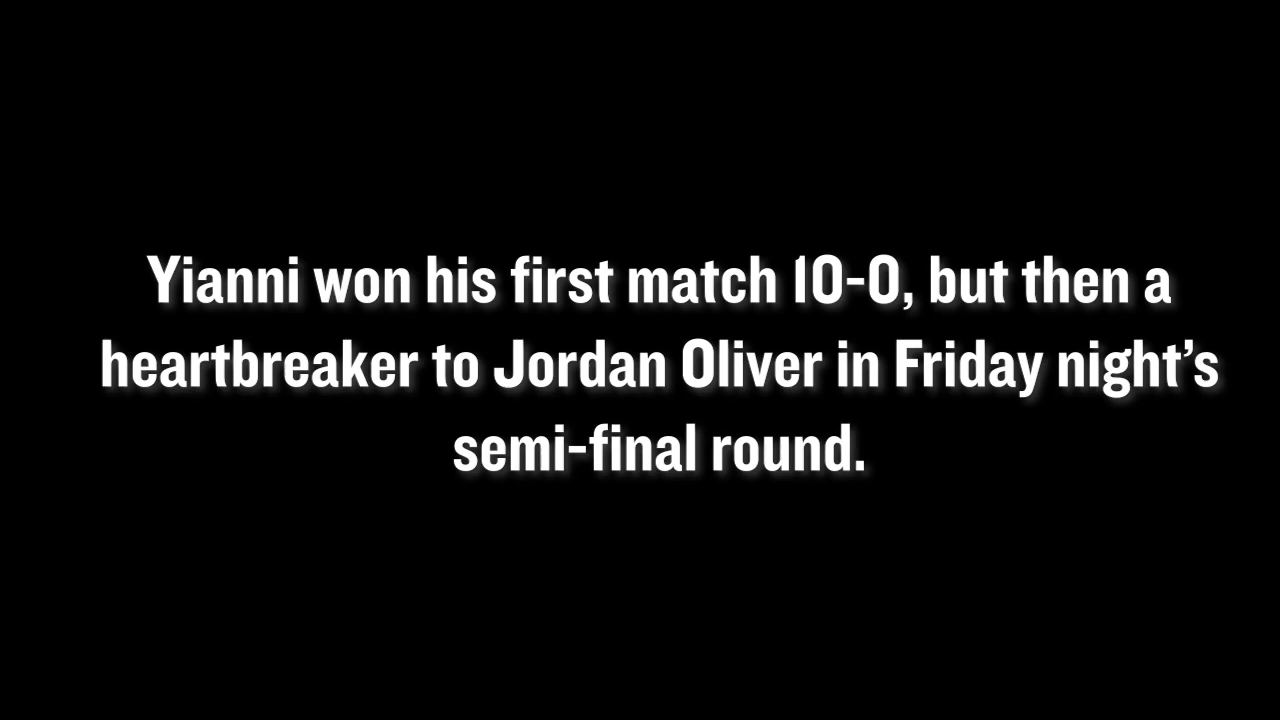 Yianni won his first match 10-0, but then a
heartbreaker to Jordan Oliver in Friday night’s
semi-final round.